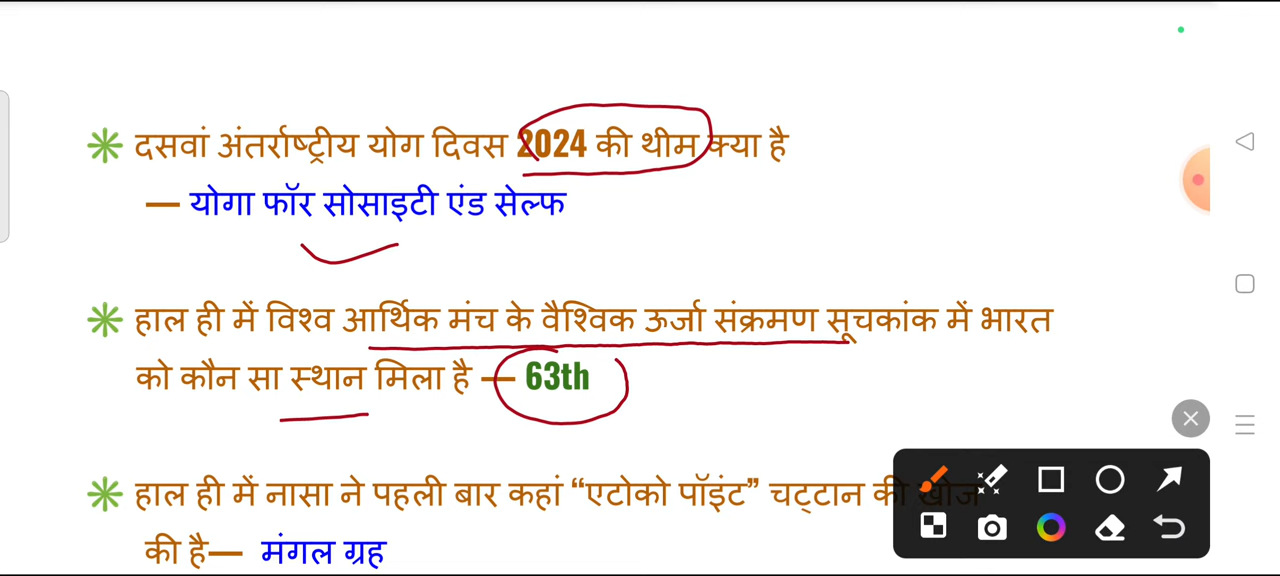 ✳ दसवां अंतर्राष्ट्रीय योग दिवस 2024 की थीम क्या है
— योगा फॉर सोसाइटी एंड सेल्फ
✳ हाल ही में विश्व आर्थिक मंच के वैश्विक ऊर्जा संक्रमण सूचकांक में भारत
को कौन सा स्थान मिला है — 63th
✳ हाल ही में नासा ने पहली बार कहां “एटोको पॉइंट” चट्टान की खोज
की है— मंगल ग्रह